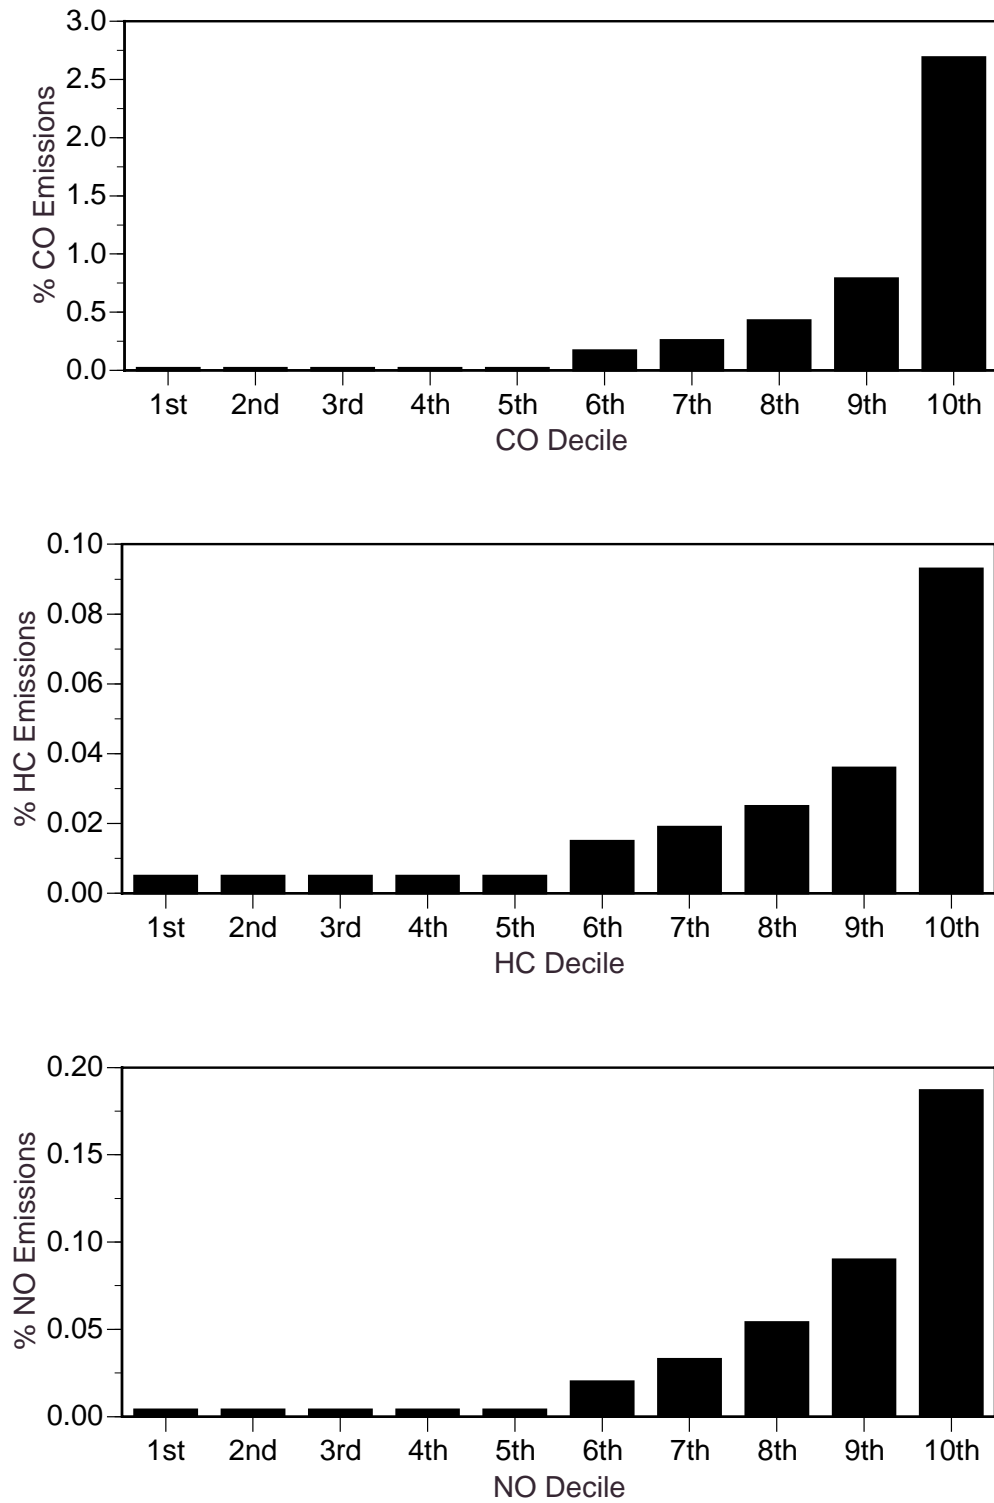 3.0
2.5
2.0
1.5
1.0
0.5
0.0
% CO Emissions
1st 2nd 3rd 4th 5th 6th 7th 8th 9th 10th
CO Decile
0.10
0.08
0.06
0.04
0.02
0.00
% HC Emissions
1st 2nd 3rd 4th 5th 6th 7th 8th 9th 10th
HC Decile
0.20
0.15
0.10
0.05
0.00
% NO Emissions
1st 2nd 3rd 4th 5th 6th 7th 8th 9th 10th
NO Decile